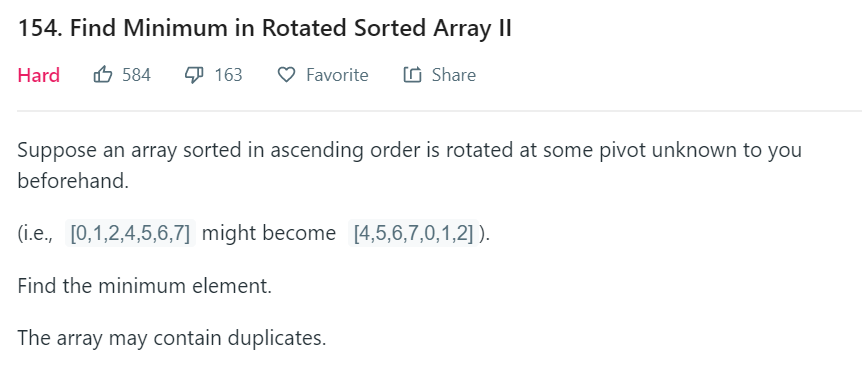 154. Find Minimum in Rotated Sorted Array II
Hard 584 163 Favorite Share
Suppose an array sorted in ascending order is rotated at some pivot unknown to you
beforehand.
(i.e., [0,1,2,4,5,6,7] might become [4,5,6,7,0,1,2]).
Find the minimum element.
The array may contain duplicates.